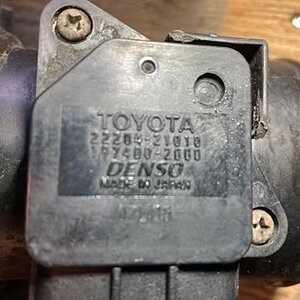 TOYOTA
22204-21010
197400-2000
DENSO
MADE IN JAPAN